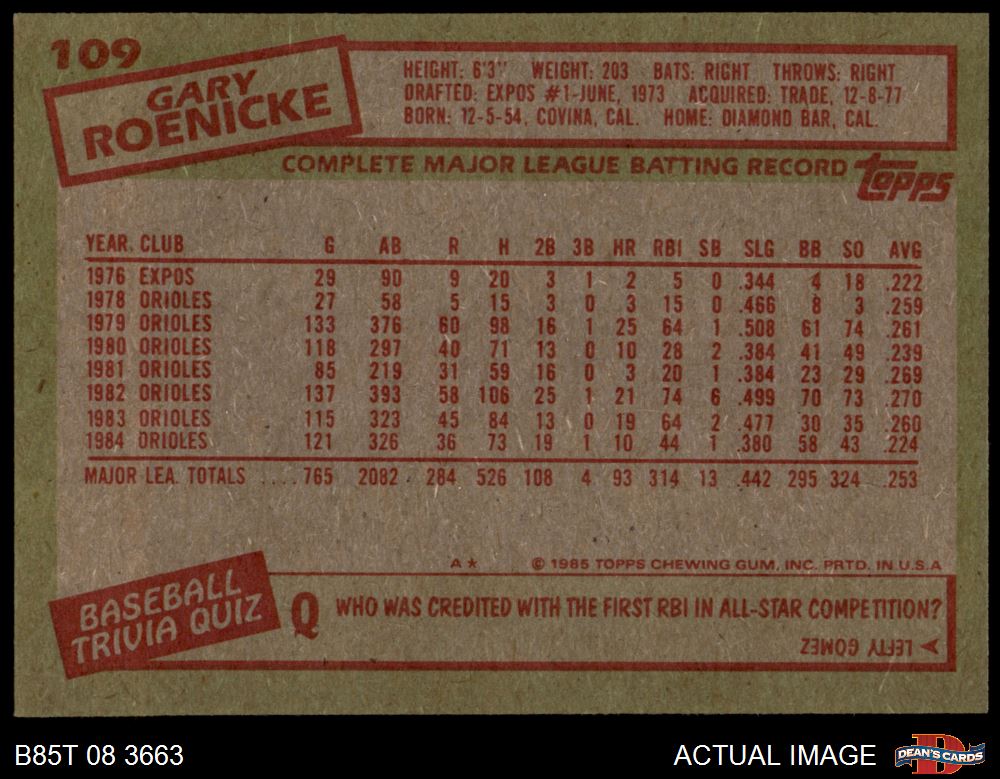 109
GARY
ROENICKE
HEIGHT: 6'3" WEIGHT: 203 BATS: RIGHT THROWS: RIGHT
DRAFTED: EXPOS #1-JUNE, 1973 ACQUIRED: TRADE, 12-8-77
BORN: 12-5-54, COVINA, CAL. HOME: DIAMOND BAR, CAL.
COMPLETE MAJOR LEAGUE BATTING RECORD
Topps
YEAR CLUB G AB R H 2B 3B HR RBI SB SLG BB SO AVG
1976 EXPOS 29 90 9 20 3 1 2 5 0 .344 4 18 .222
1978 ORIOLES 27 58 5 15 3 0 3 15 0 .466 8 3 .259
1979 ORIOLES 133 376 60 98 16 1 25 64 1 .508 61 74 .261
1980 ORIOLES 118 297 40 71 13 0 10 28 2 .384 41 49 .239
1981 ORIOLES 85 219 31 59 16 0 3 20 1 .384 23 29 .269
1982 ORIOLES 137 393 58 106 25 1 21 74 6 .499 70 73 .270
1983 ORIOLES 115 323 45 84 13 0 19 64 2 .477 30 35 .260
1984 ORIOLES 121 326 36 73 19 1 10 44 1 .380 58 43 .224
MAJOR LEA. TOTALS .... 765 2082 284 526 108 4 93 314 13 .442 295 324 .253
A* © 1985 TOPPS CHEWING GUM, INC. PRTD. IN U.S.A
BASEBALL
TRIVIA QUIZ
Q WHO WAS CREDITED WITH THE FIRST RBI IN ALL-STAR COMPETITION?
LEFTY GOMEZ
B85T 08 3663
ACTUAL IMAGE
D
DEAN'S CARDS